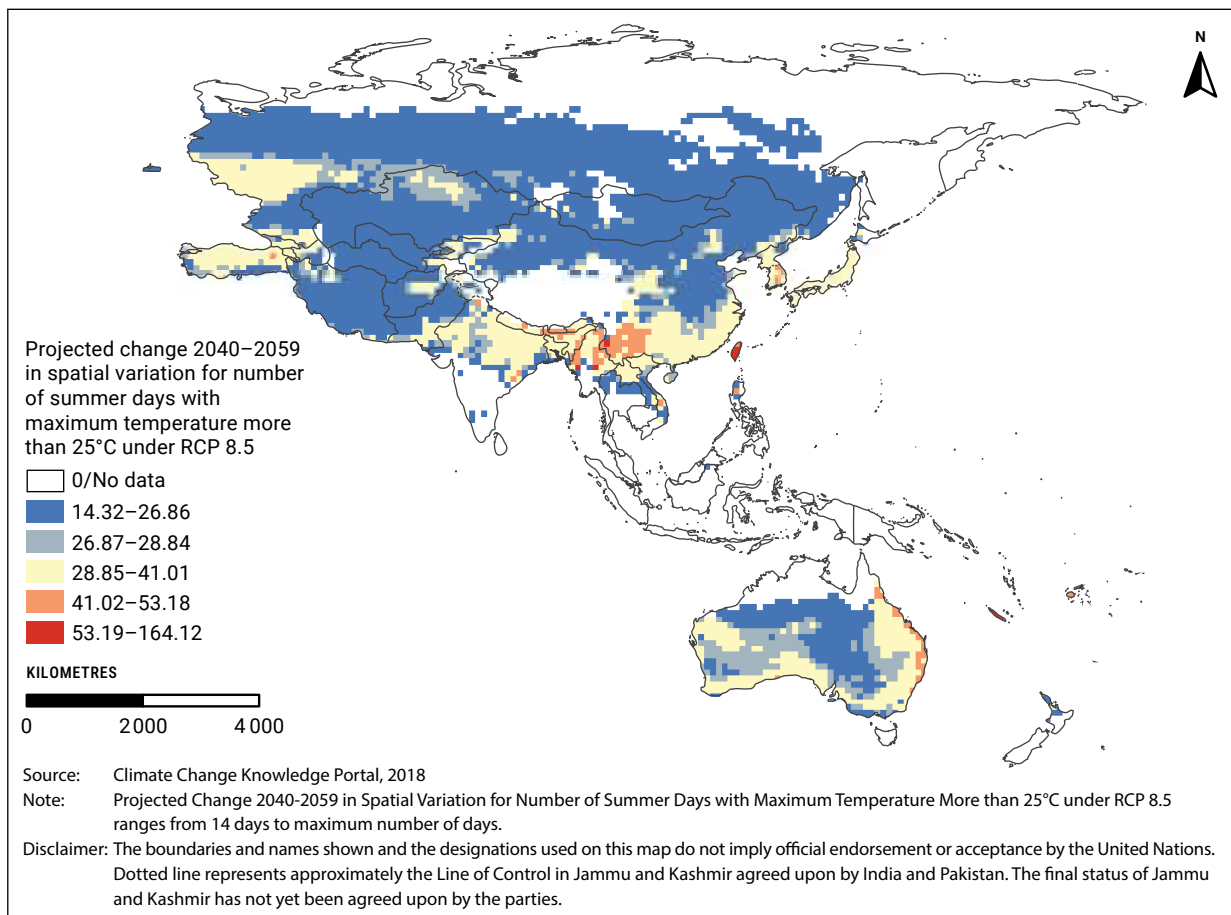 N
Projected change 2040–2059
in spatial variation for number
of summer days with
maximum temperature more
than 25°C under RCP 8.5
0/No data
14.32–26.86
26.87–28.84
28.85–41.01
41.02–53.18
53.19–164.12
KILOMETRES
0 2 000 4 000
Source: Climate Change Knowledge Portal, 2018
Note: Projected Change 2040-2059 in Spatial Variation for Number of Summer Days with Maximum Temperature More than 25°C under RCP 8.5
ranges from 14 days to maximum number of days.
Disclaimer: The boundaries and names shown and the designations used on this map do not imply official endorsement or acceptance by the United Nations.
Dotted line represents approximately the Line of Control in Jammu and Kashmir agreed upon by India and Pakistan. The final status of Jammu
and Kashmir has not yet been agreed upon by the parties.